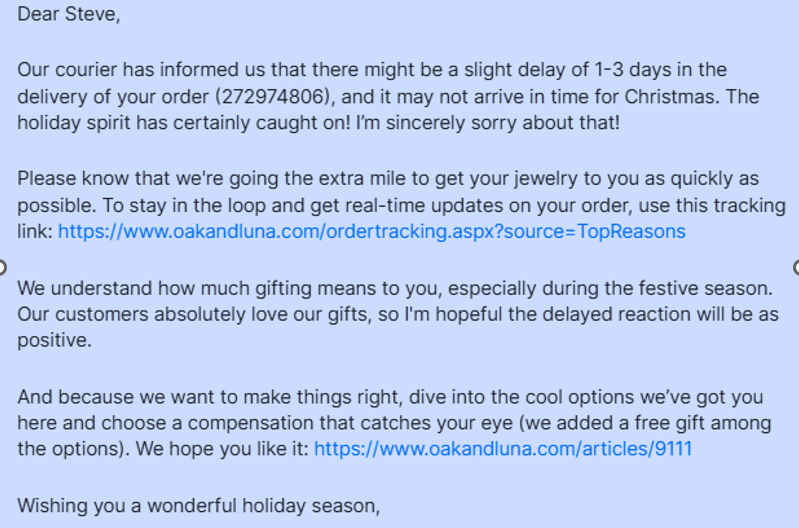 Dear Steve,
Our courier has informed us that there might be a slight delay of 1-3 days in the
delivery of your order (272974806), and it may not arrive in time for Christmas. The
holiday spirit has certainly caught on! I'm sincerely sorry about that!
Please know that we're going the extra mile to get your jewelry to you as quickly as
possible. To stay in the loop and get real-time updates on your order, use this tracking
link: https://www.oakandluna.com/ordertracking.aspx?source=TopReasons
We understand how much gifting means to you, especially during the festive season.
Our customers absolutely love our gifts, so I'm hopeful the delayed reaction will be as
positive.
And because we want to make things right, dive into the cool options we've got you
here and choose a compensation that catches your eye (we added a free gift among
the options). We hope you like it: https://www.oakandluna.com/articles/9111
Wishing you a wonderful holiday season,